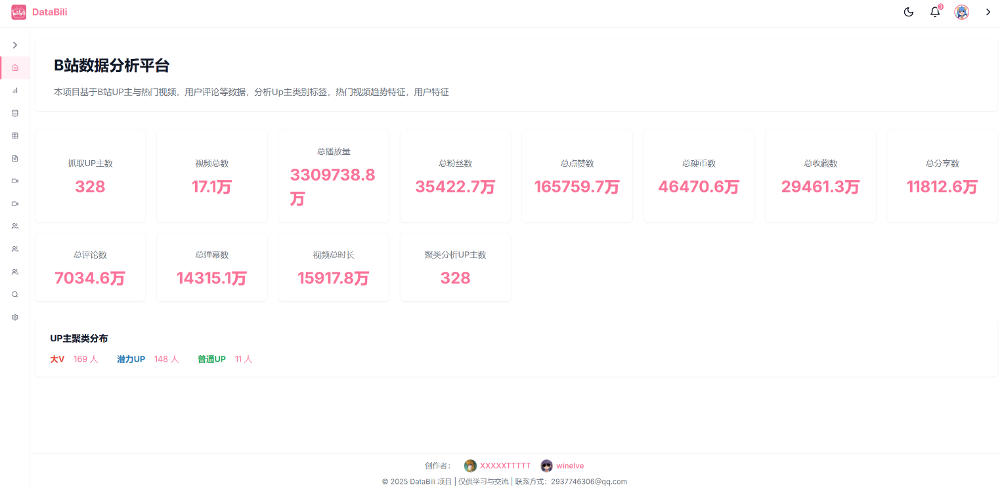 DataBili
3
B站数据分析平台
本项目基于B站UP主与热门视频，用户评论等数据，分析Up主类别标签，热门视频趋势特征，用户特征
抓取UP主数
328
视频总数
17.1万
总播放量
3309738.8
万
总粉丝数
35422.7万
总点赞数
165759.7万
总硬币数
46470.6万
总收藏数
29461.3万
总分享数
11812.6万
总评论数
7034.6万
总弹幕数
14315.1万
视频总时长
15917.8万
聚类分析UP主数
328
UP主聚类分布
大V 169 人 潜力UP 148 人 普通UP 11 人
创作者： XXXXXTTTTT winelve
© 2025 DataBili 项目 | 仅供学习与交流 | 联系方式：2937746306@qq.com